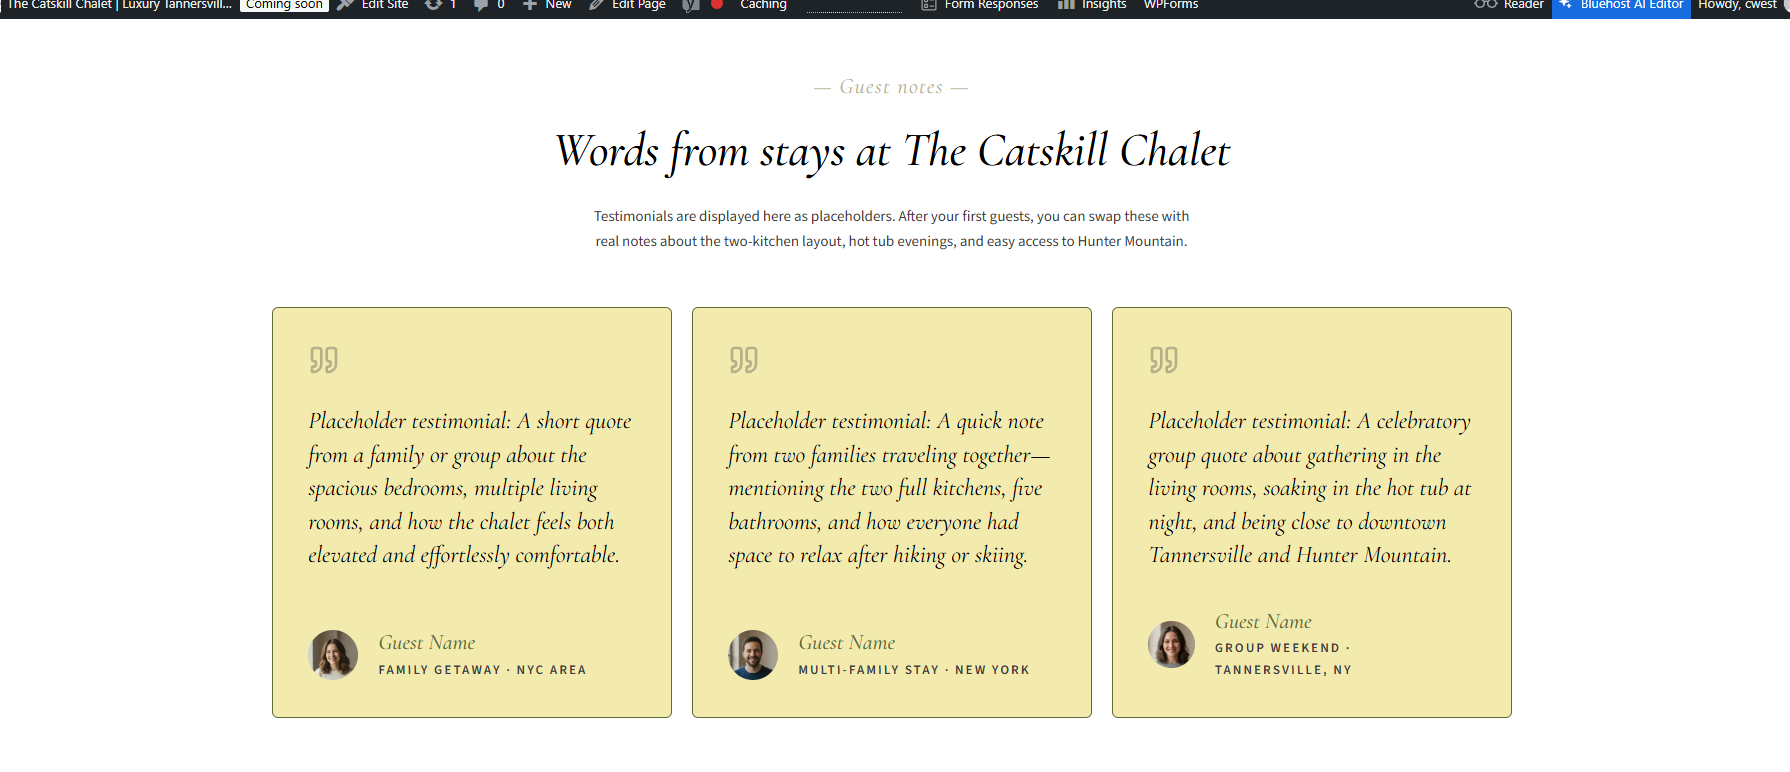 The Catskill Chalet | Luxury Tannersvill... Coming soon Edit Site 1 0 New Edit Page Caching Form Responses Insights WPForms Reader Bluehost AI Editor Howdy, cwest
— Guest notes —
Words from stays at The Catskill Chalet
Testimonials are displayed here as placeholders. After your first guests, you can swap these with
real notes about the two-kitchen layout, hot tub evenings, and easy access to Hunter Mountain.
Placeholder testimonial: A short quote
from a family or group about the
spacious bedrooms, multiple living
rooms, and how the chalet feels both
elevated and effortlessly comfortable.
Guest Name
FAMILY GETAWAY · NYC AREA
Placeholder testimonial: A quick note
from two families traveling together—
mentioning the two full kitchens, five
bathrooms, and how everyone had
space to relax after hiking or skiing.
Guest Name
MULTI-FAMILY STAY · NEW YORK
Placeholder testimonial: A celebratory
group quote about gathering in the
living rooms, soaking in the hot tub at
night, and being close to downtown
Tannersville and Hunter Mountain.
Guest Name
GROUP WEEKEND ·
TANNERSVILLE, NY